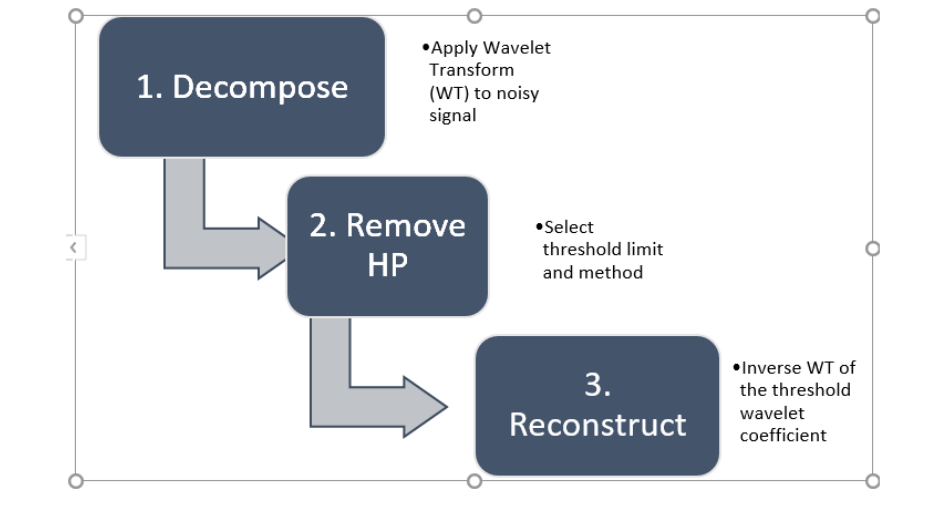 1. Decompose
•Apply Wavelet
Transform
(WT) to noisy
signal
2. Remove
HP
•Select
threshold limit
and method
3.
Reconstruct
•Inverse WT of
the threshold
wavelet
coefficient